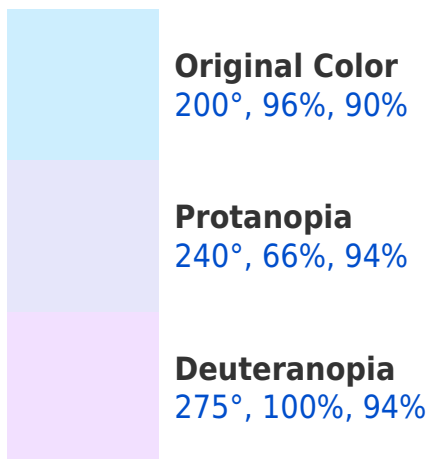 Original Color
200°, 96%, 90%
Protanopia
240°, 66%, 94%
Deuteranopia
275°, 100%, 94%